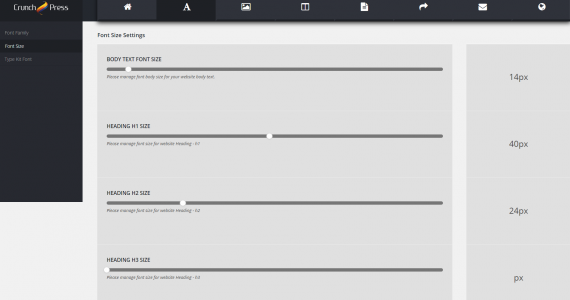 Crunch Press
A
Font Family
Font Size
Type Kit Font
Font Size Settings
BODY TEXT FONT SIZE
Please manage font body size for your website body text.
14px
HEADING H1 SIZE
Please manage font size for website Heading - h1
40px
HEADING H2 SIZE
Please manage font size for website Heading - h2
24px
HEADING H3 SIZE
Please manage font size for website Heading - h3
px